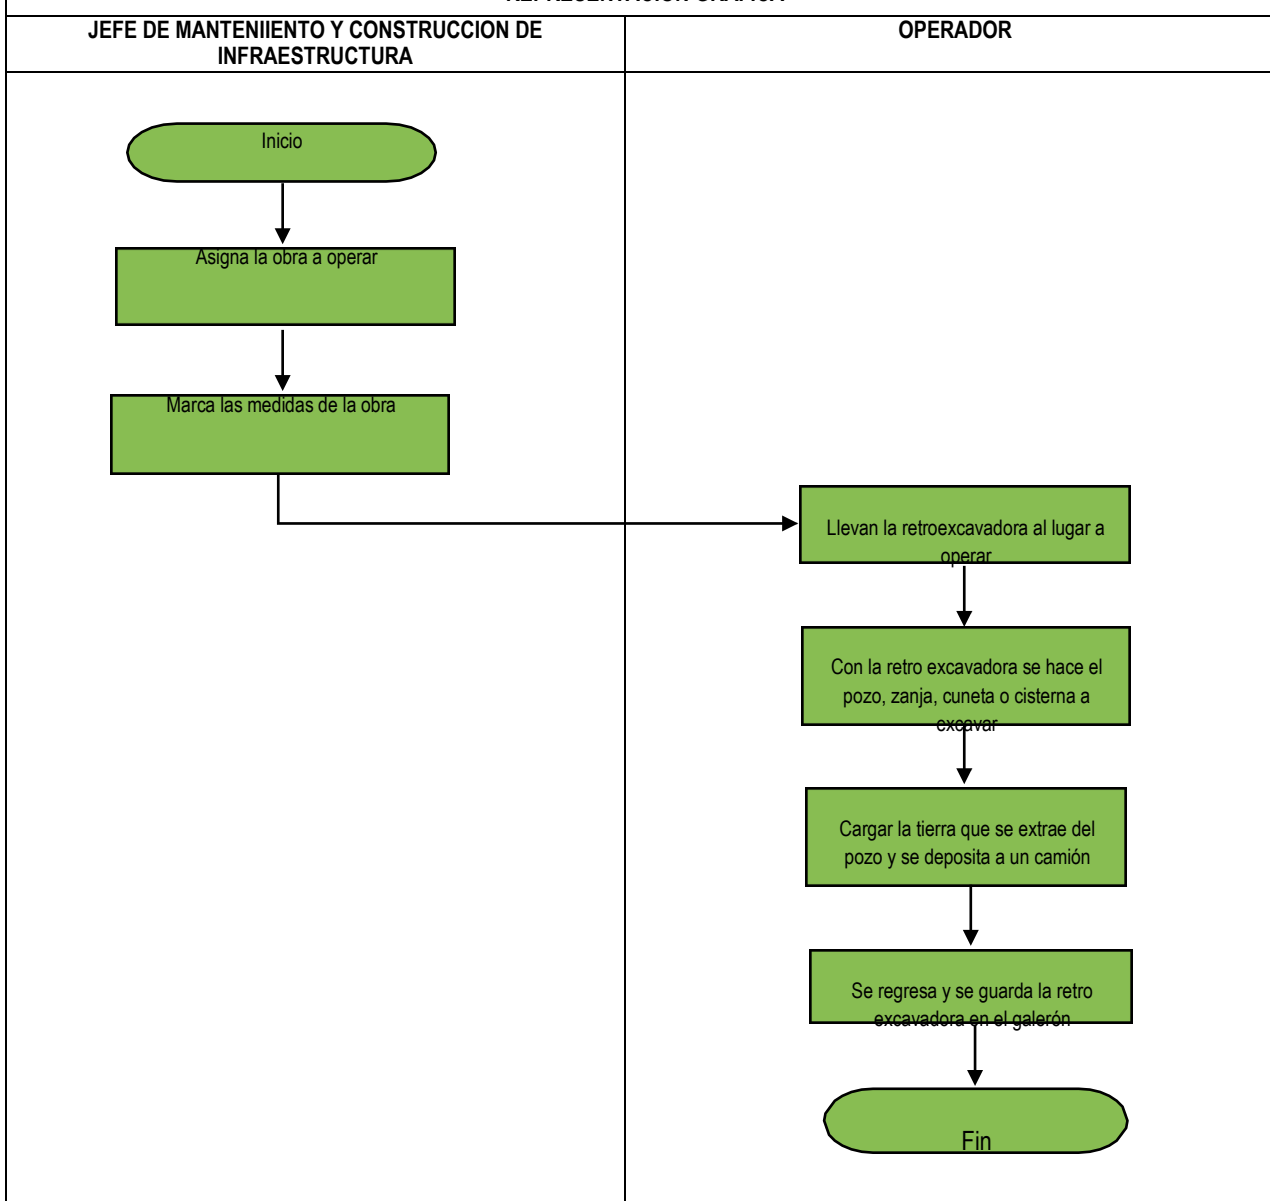 JEFE DE MANTENIIENTO Y CONSTRUCCION DE
INFRAESTRUCTURA
OPERADOR
Inicio
Asigna la obra a operar
Marca las medidas de la obra
Llevan la retroexcavadora al lugar a
operar
Con la retro excavadora se hace el
pozo, zanja, cuneta o cisterna a
excavar
Cargar la tierra que se extrae del
pozo y se deposita a un camión
Se regresa y se guarda la retro
excavadora en el galerón
Fin